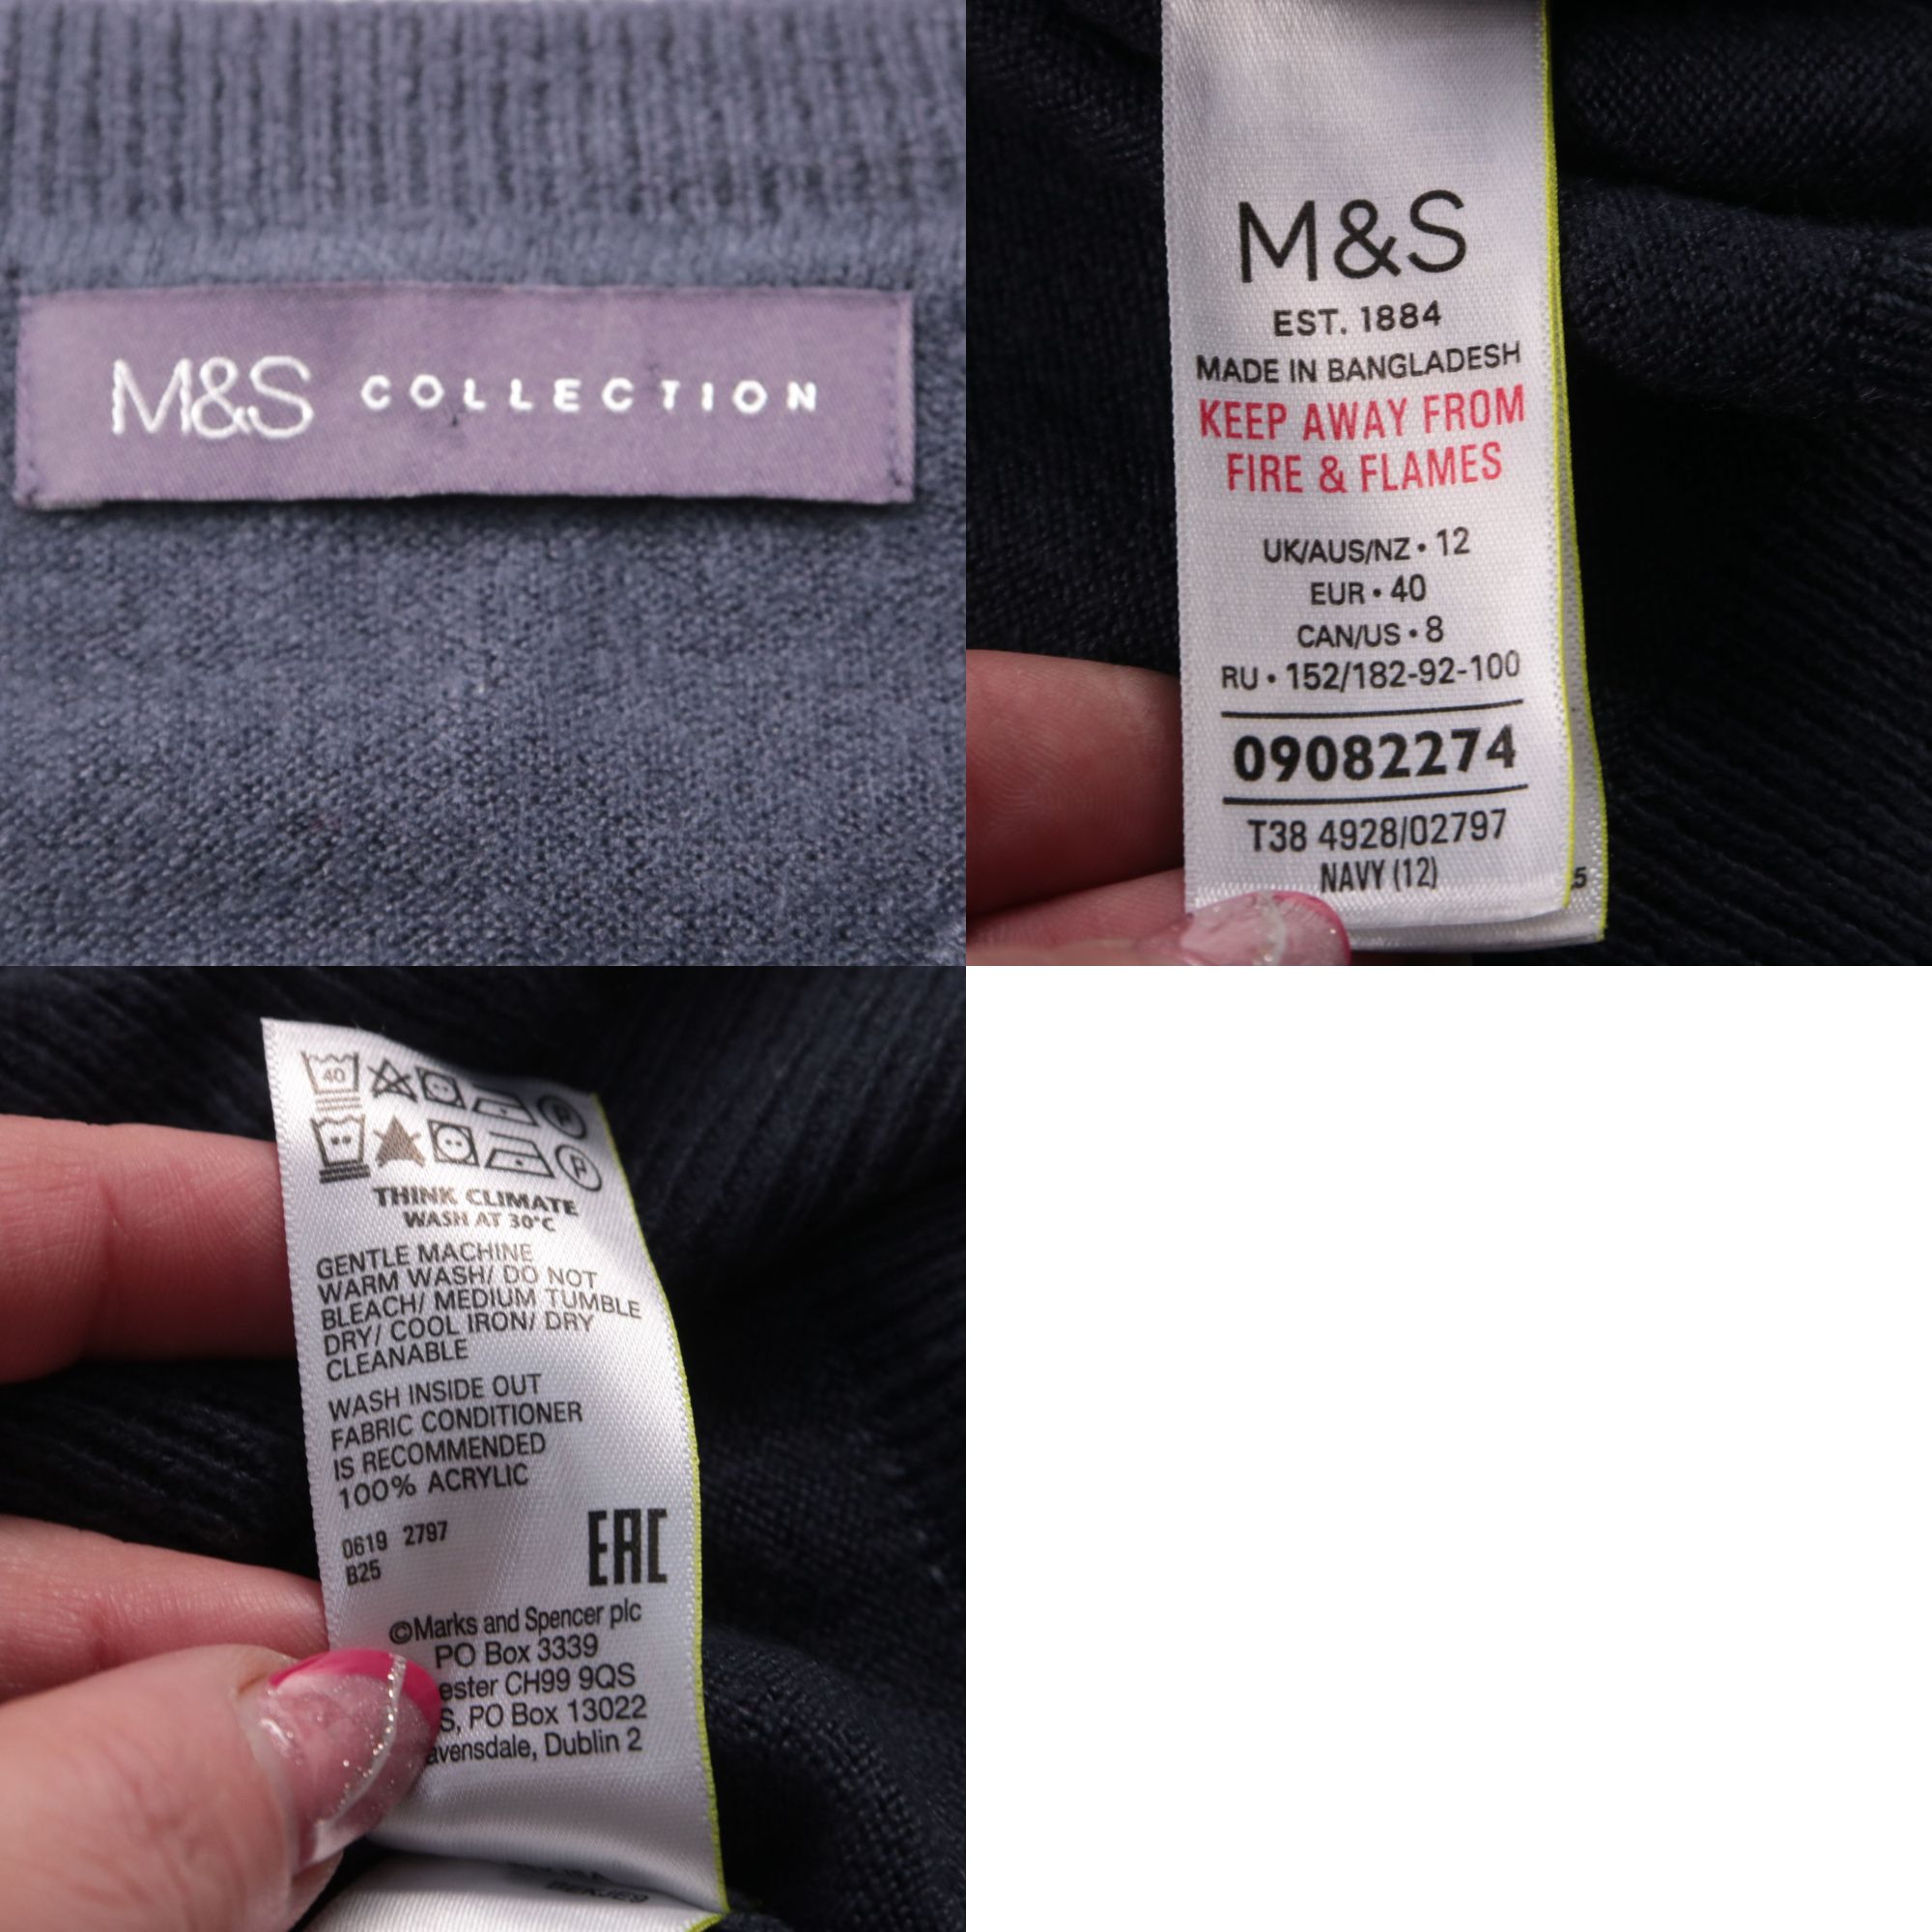 M&S COLLECTION
M&S
EST. 1884
MADE IN BANGLADESH
KEEP AWAY FROM
FIRE & FLAMES
UK/AUS/NZ • 12
EUR • 40
CAN/US • 8
RU • 152/182-92-100
09082274
T38 4928/02797
NAVY (12)
5
40
P
P
THINK CLIMATE
WASH AT 30°C
GENTLE MACHINE
WARM WASH/ DO NOT
BLEACH/ MEDIUM TUMBLE
DRY/ COOL IRON/ DRY
CLEANABLE
WASH INSIDE OUT
FABRIC CONDITIONER
IS RECOMMENDED
100% ACRYLIC
0619 2797
B25
EAC
©Marks and Spencer plc
PO Box 3339
ester CH99 9QS
S, PO Box 13022
avensdale, Dublin 2